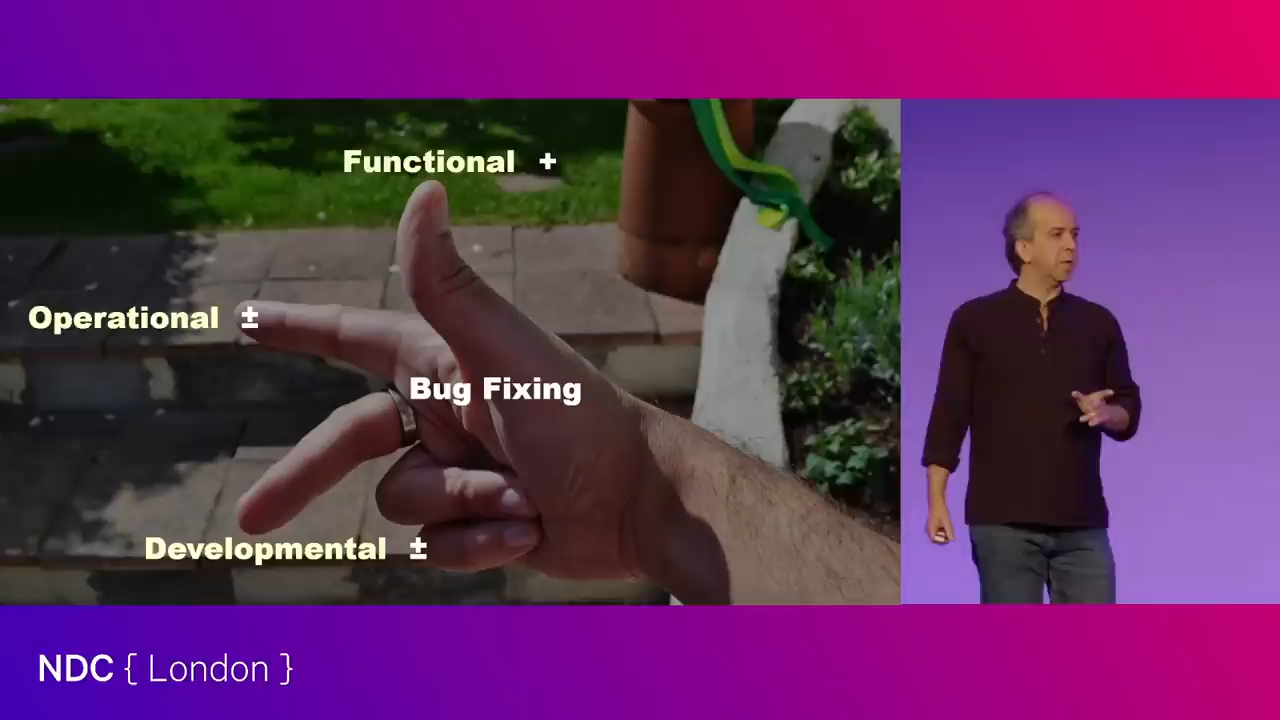 Functional +
Operational ±
Bug Fixing
Developmental ±
NDC { London }